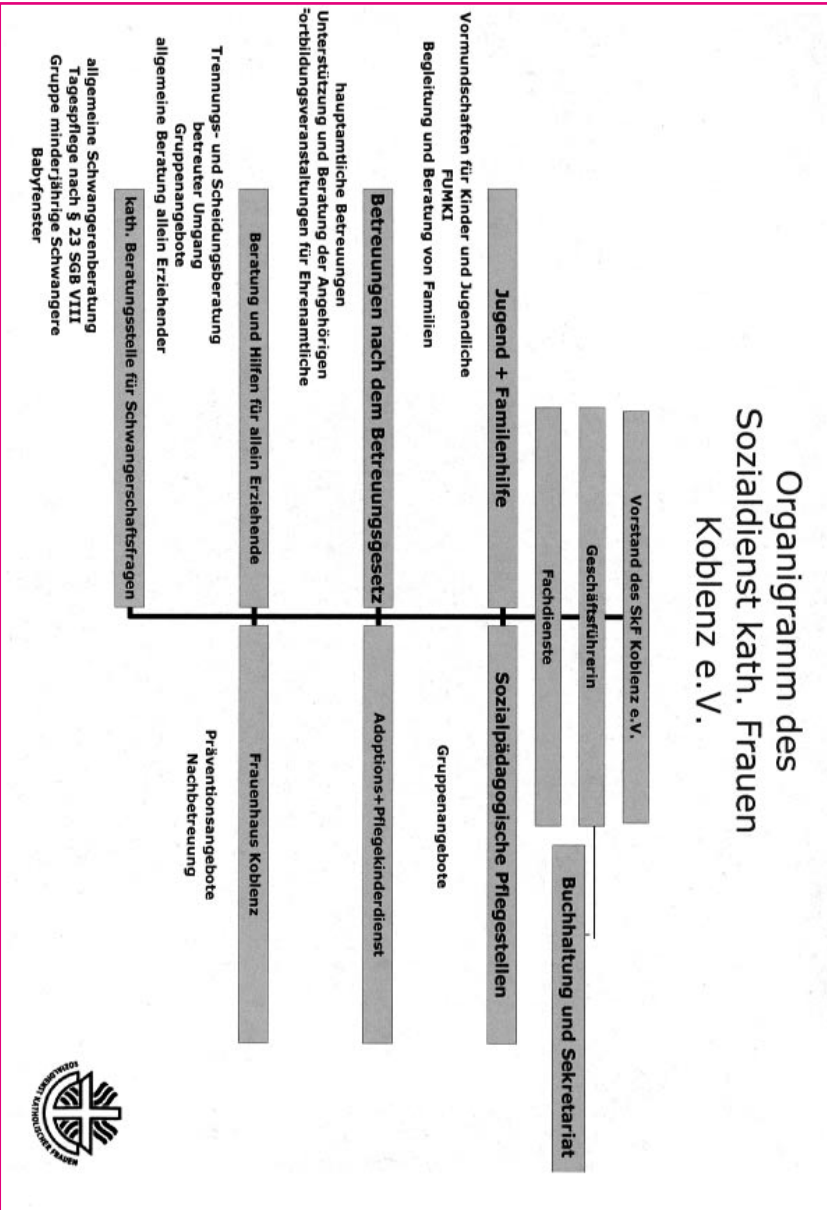 Organigramm des
Sozialdienst kath. Frauen
Koblenz e.V.
Vorstand des SkF Koblenz e.V.
Geschäftsführerin
Buchhaltung und Sekretariat
Fachdienste
Jugend + Familenhilfe
Sozialpädagogische Pflegestellen
Vormundschaften für Kinder und Jugendliche
FUMKI
Begleitung und Beratung von Familien
Gruppenangebote
Betreuungen nach dem Betreuungsgesetz
Adoptions+Pflegekinderdienst
hauptamtliche Betreuungen
Unterstützung und Beratung der Angehörigen
ortbildungsveranstaltungen für Ehrenamtliche
Beratung und Hilfen für allein Erziehende
Frauenhaus Koblenz
Trennungs- und Scheidungsberatung
betreuter Umgang
Gruppenangebote
allgemeine Beratung allein Erziehender
Präventionsangebote
Nachbetreuung
kath. Beratungsstelle für Schwangerschaftsfragen
allgemeine Schwangerenberatung
Tagespflege nach § 23 SGB VIII
Gruppe minderjährige Schwangere
Babyfenster
SOZIALDIENST KATHOLISCHER FRAUEN